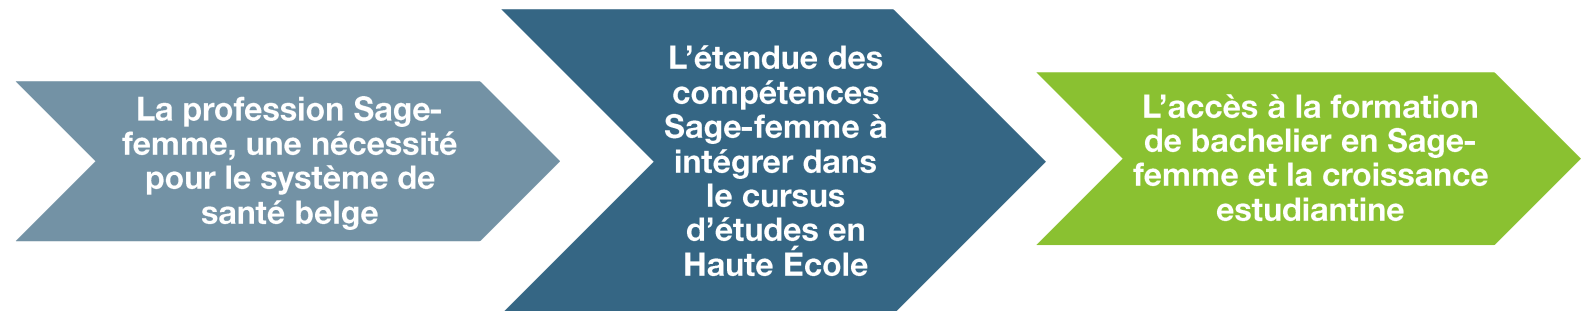 La profession Sage-
femme, une nécessité
pour le système de
santé belge
L’étendue des
compétences
Sage-femme à
intégrer dans
le cursus
d’études en
Haute École
L’accès à la formation
de bachelier en Sage-
femme et la croissance
estudiantine